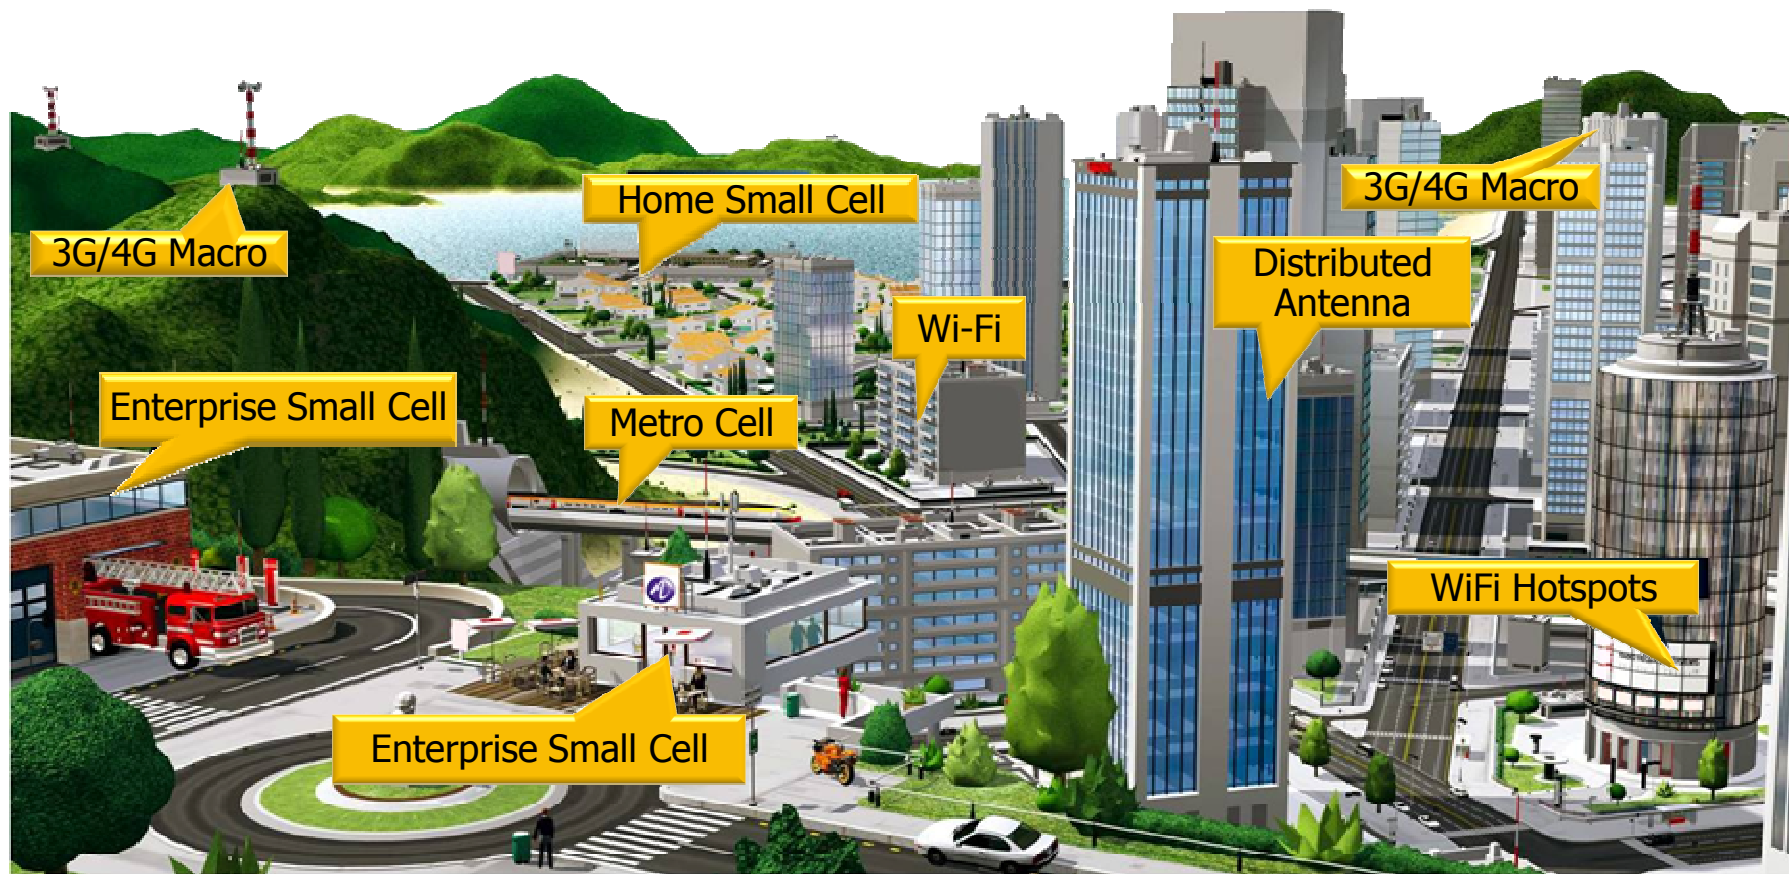 3G/4G Macro
Home Small Cell
3G/4G Macro
Distributed
Antenna
Wi-Fi
Enterprise Small Cell
Metro Cell
WiFi Hotspots
Enterprise Small Cell